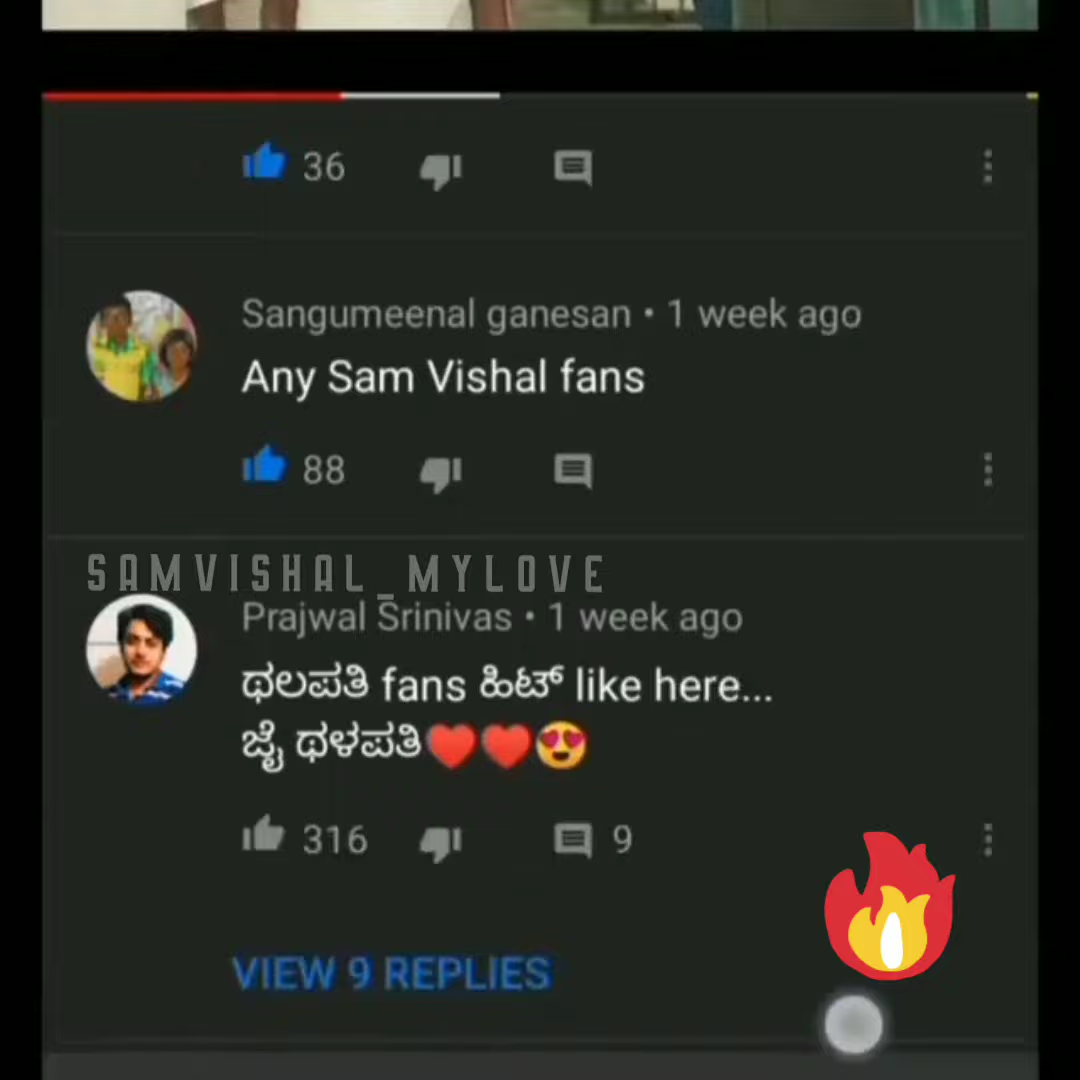 36
Sangumeenal ganesan • 1 week ago
Any Sam Vishal fans
88
SAMVISHAL_MYLOVE
Prajwal Srinivas • 1 week ago
ಥಲಪತಿ fans ಹಿಟ್ like here...
ಜೈ ಥಳಪತಿ❤️❤️😍
316 9
VIEW 9 REPLIES